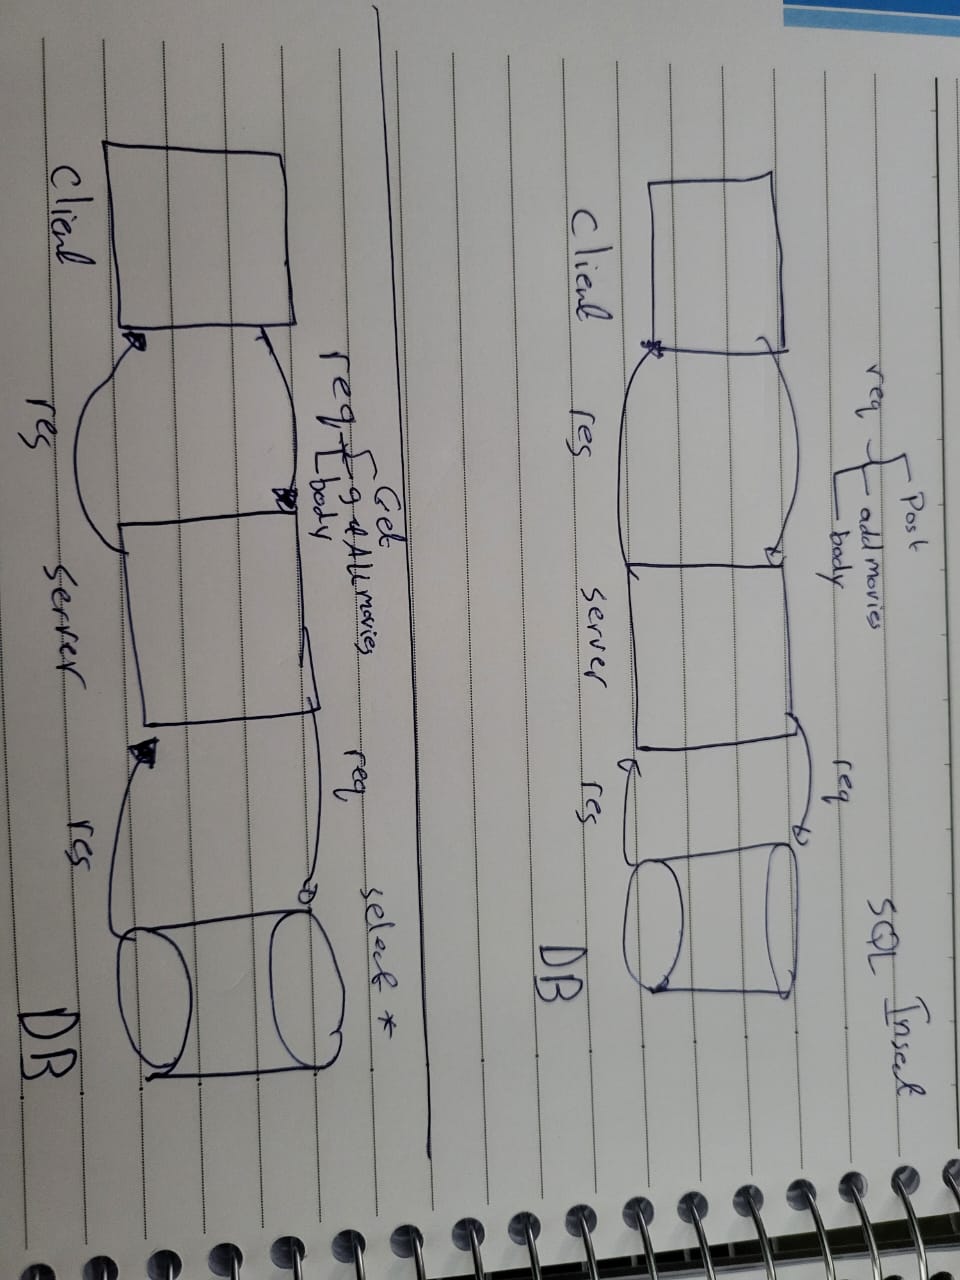 Post
req
add movies
body
req
SQL Insert
Client
res
server
res
DB
Get
req
getAllmovies
body
req
select *
Client
res
server
res
DB